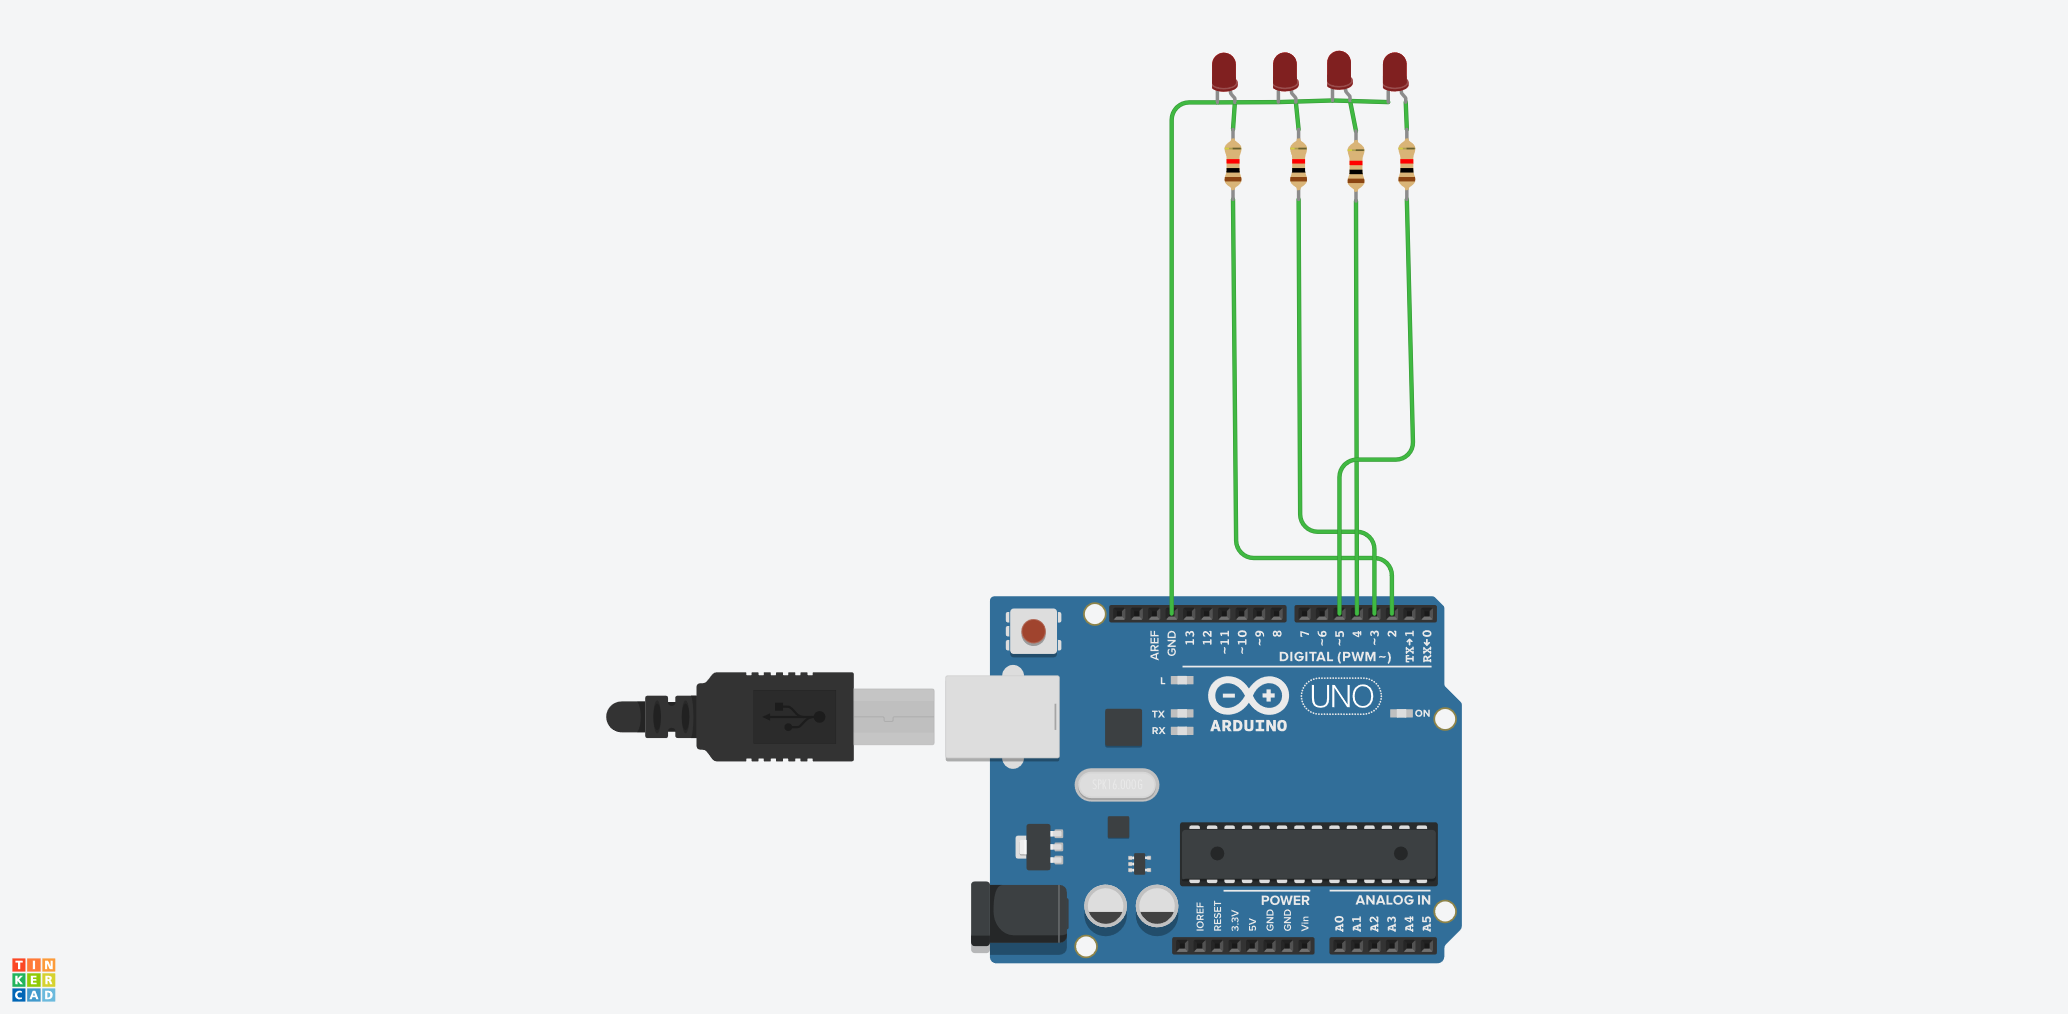 AREF
GND
13
12
~11
~10
~9
8
7
~6
~5
4
~3
2
TX→1
RX←0
DIGITAL (PWM~)
L
TX
RX
ARDUINO
UNO
ON
POWER
ANALOG IN
IOREF
RESET
3.3V
5V
GND
GND
Vin
A0
A1
A2
A3
A4
A5
TIN
KER
CAD